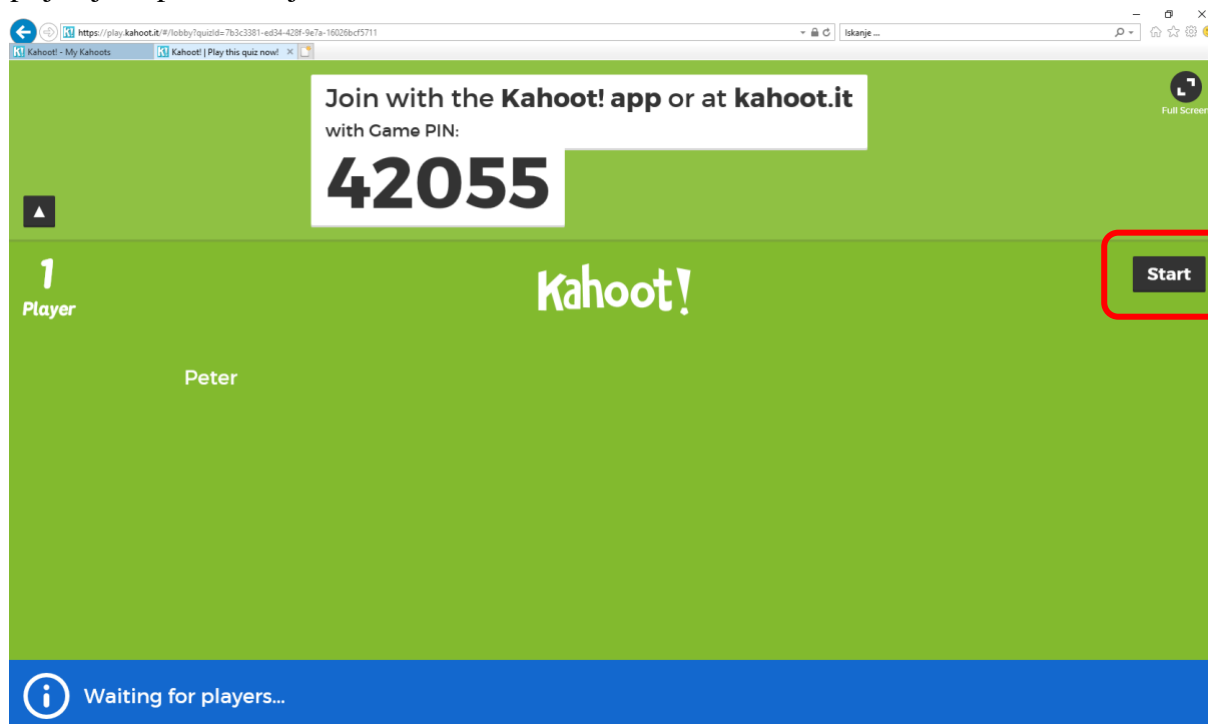 https://play.kahoot.it/#/lobby?quizId=7b3c3381-ed34-428f-9e7a-16026bcf5711
Iskanje ...
Kahoot! - My Kahoots
Kahoot! | Play this quiz now!
Join with the Kahoot! app or at kahoot.it
with Game PIN:
42055
Full Screen
1
Player
Kahoot!
Start
Peter
Waiting for players...